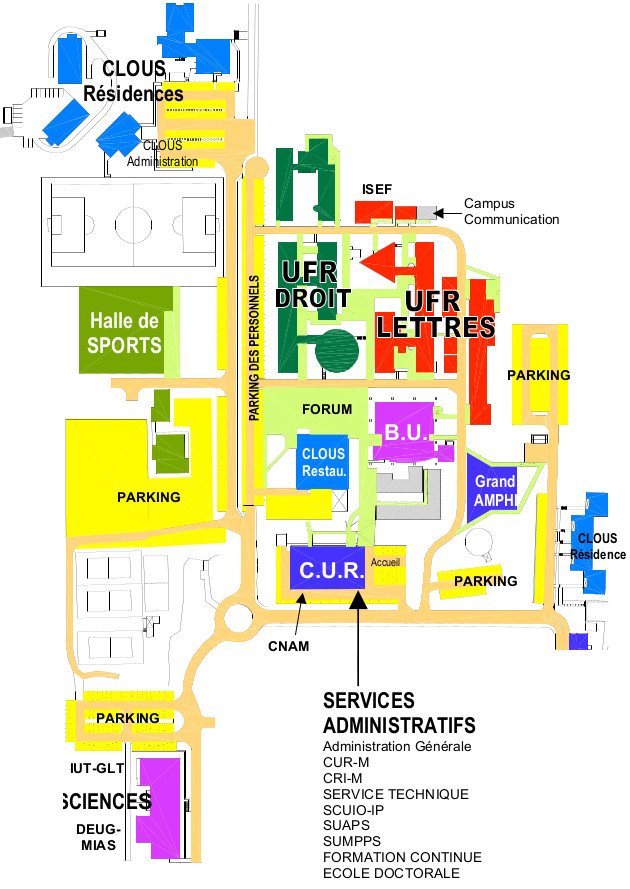 CLOUS
Résidences
CLOUS
Administration
ISEF
Campus
Communication
UFR
DROIT
UFR
LETTRES
Halle de
SPORTS
PARKING DES PERSONNELS
PARKING
FORUM
B.U.
CLOUS
Restau.
Grand
AMPHI
PARKING
CLOUS
Résidence
C.U.R.
Accueil
PARKING
CNAM
SERVICES
ADMINISTRATIFS
Administration Générale
CUR-M
CRI-M
SERVICE TECHNIQUE
SCUIO-IP
SUAPS
SUMPPS
FORMATION CONTINUE
ECOLE DOCTORALE
PARKING
IUT-GLT
SCIENCES
DEUG-
MIAS